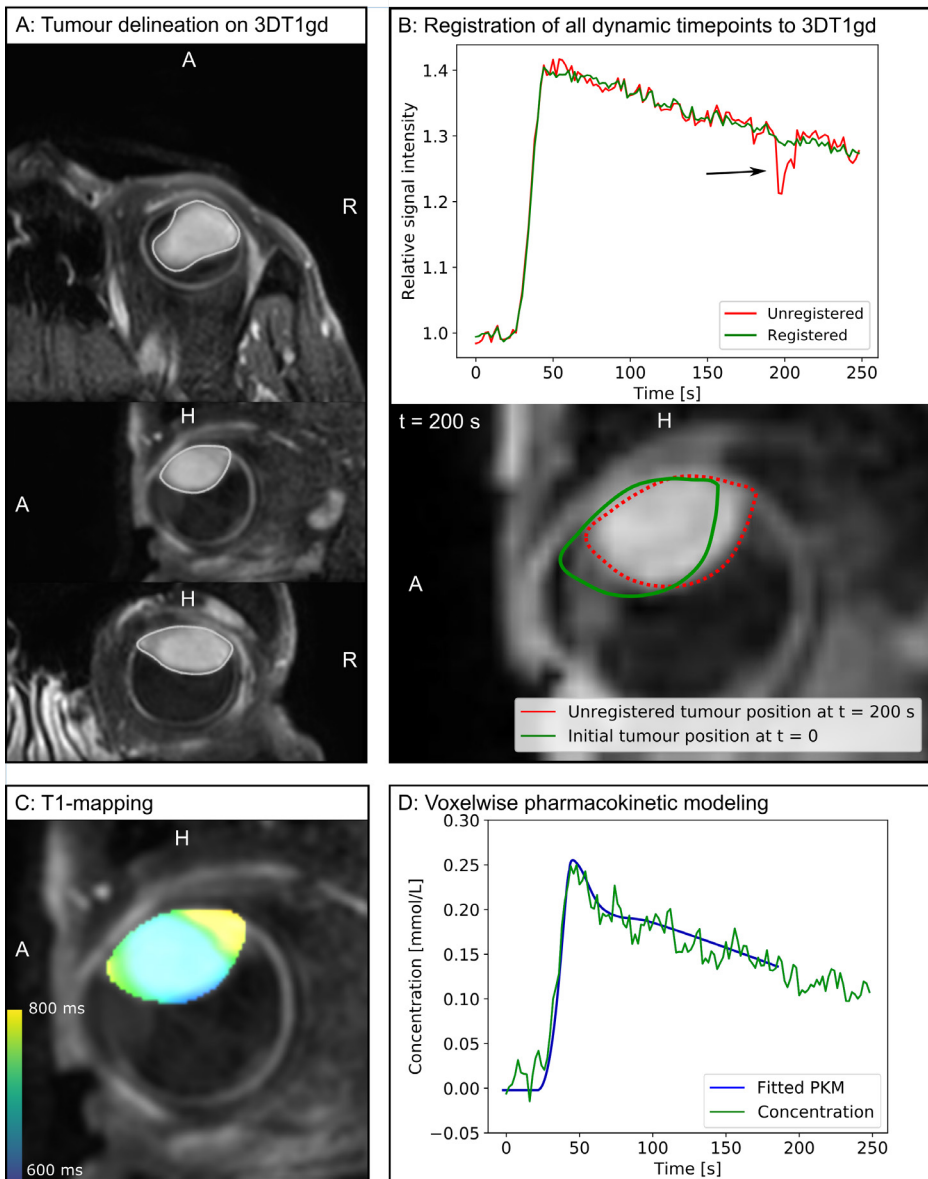 A: Tumour delineation on 3DT1gd
A
R
H
A
H
R
B: Registration of all dynamic timepoints to 3DT1gd
1.4
1.3
1.2
1.1
1.0
Relative signal intensity
Unregistered
Registered
0 50 100 150 200 250
Time [s]
t = 200 s
H
A
Unregistered tumour position at t = 200 s
Initial tumour position at t = 0
C: T1-mapping
H
A
800 ms
600 ms
D: Voxelwise pharmacokinetic modeling
0.30
0.25
0.20
0.15
0.10
0.05
0.00
−0.05
Concentration [mmol/L]
Fitted PKM
Concentration
0 50 100 150 200 250
Time [s]